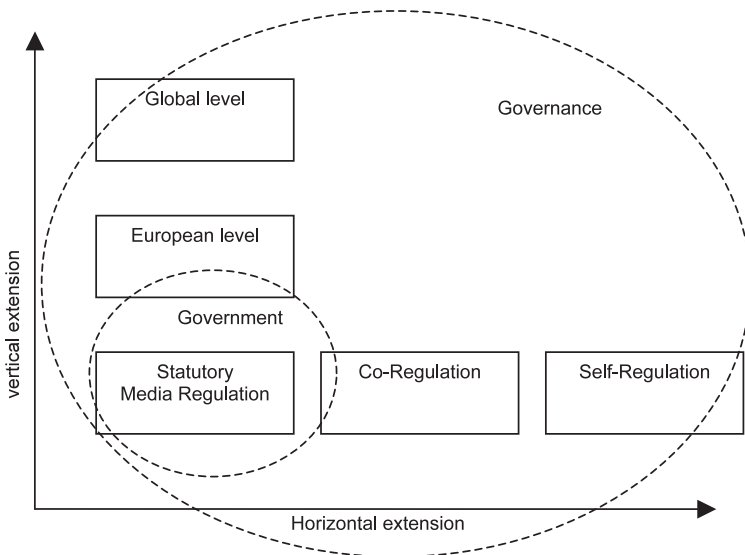 Global level
Governance
European level
Government
Statutory
Media Regulation
Co-Regulation
Self-Regulation
vertical extension
Horizontal extension